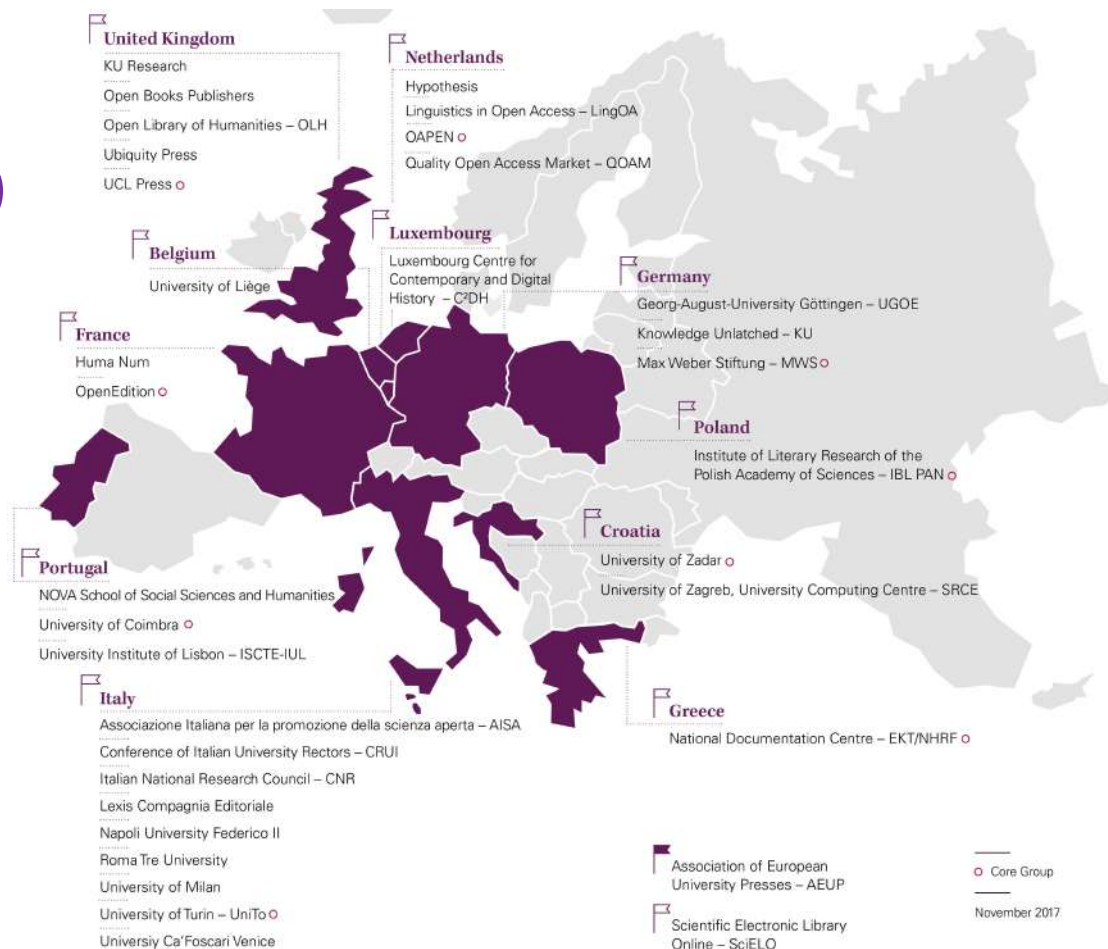 United Kingdom
KU Research
Open Books Publishers
Open Library of Humanities – OLH
Ubiquity Press
UCL Press
Netherlands
Hypothesis
Linguistics in Open Access – LingOA
OAPEN
Quality Open Access Market – QOAM
Belgium
University of Liège
Luxembourg
Luxembourg Centre for
Contemporary and Digital
History – C²DH
Germany
Georg-August-University Göttingen – UGOE
Knowledge Unlatched – KU
Max Weber Stiftung – MWS
France
Huma Num
OpenEdition
Poland
Institute of Literary Research of the
Polish Academy of Sciences – IBL PAN
Croatia
University of Zadar
University of Zagreb, University Computing Centre – SRCE
Portugal
NOVA School of Social Sciences and Humanities
University of Coimbra
University Institute of Lisbon – ISCTE-IUL
Italy
Associazione Italiana per la promozione della scienza aperta – AISA
Conference of Italian University Rectors – CRUI
Italian National Research Council – CNR
Lexis Compagnia Editoriale
Napoli University Federico II
Roma Tre University
University of Milan
University of Turin – UniTo
Universiy Ca'Foscari Venice
Greece
National Documentation Centre – EKT/NHRF
Association of European
University Presses – AEUP
Scientific Electronic Library
Online – SciELO
Core Group
November 2017